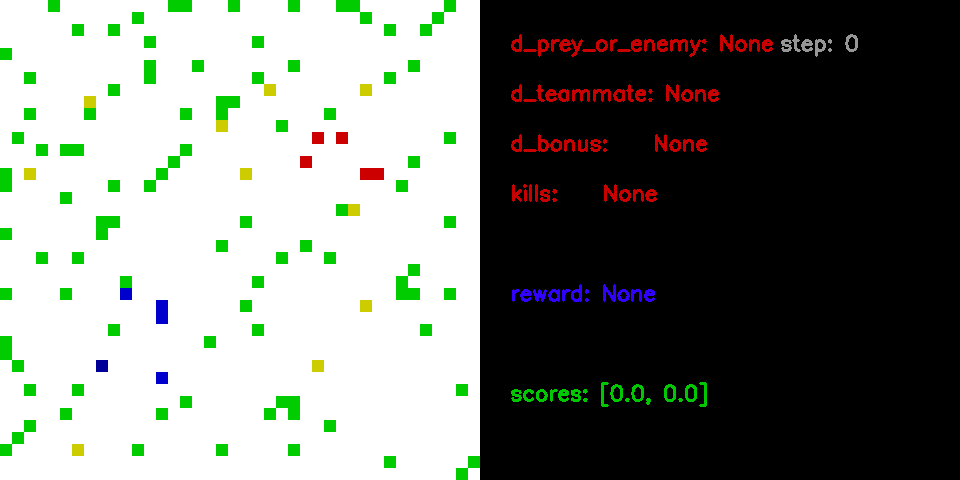 d_prey_or_enemy: None step: 0
d_teammate: None
d_bonus: None
kills: None
reward: None
scores: [0.0, 0.0]